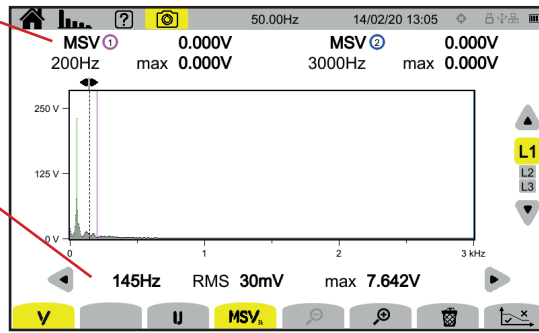 ? 50.00Hz 14/02/20 13:05
MSV 1 0.000V MSV 2 0.000V
200Hz max 0.000V 3000Hz max 0.000V
250 V
125 V
0 V
0 1 2 3 kHz
L1
L2
L3
145Hz RMS 30mV max 7.642V
V U MSV